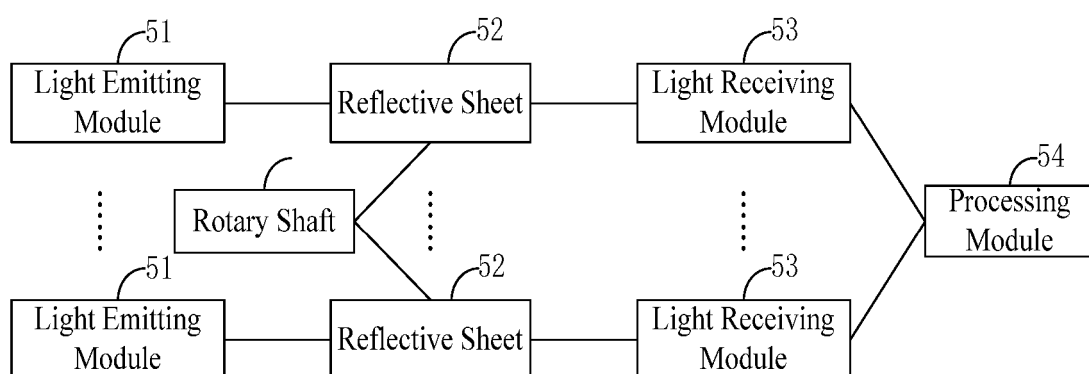 51
52
53
Light Emitting
Module
Reflective Sheet
Light Receiving
Module
54
Rotary Shaft
Processing
Module
51
52
53
Light Emitting
Module
Reflective Sheet
Light Receiving
Module